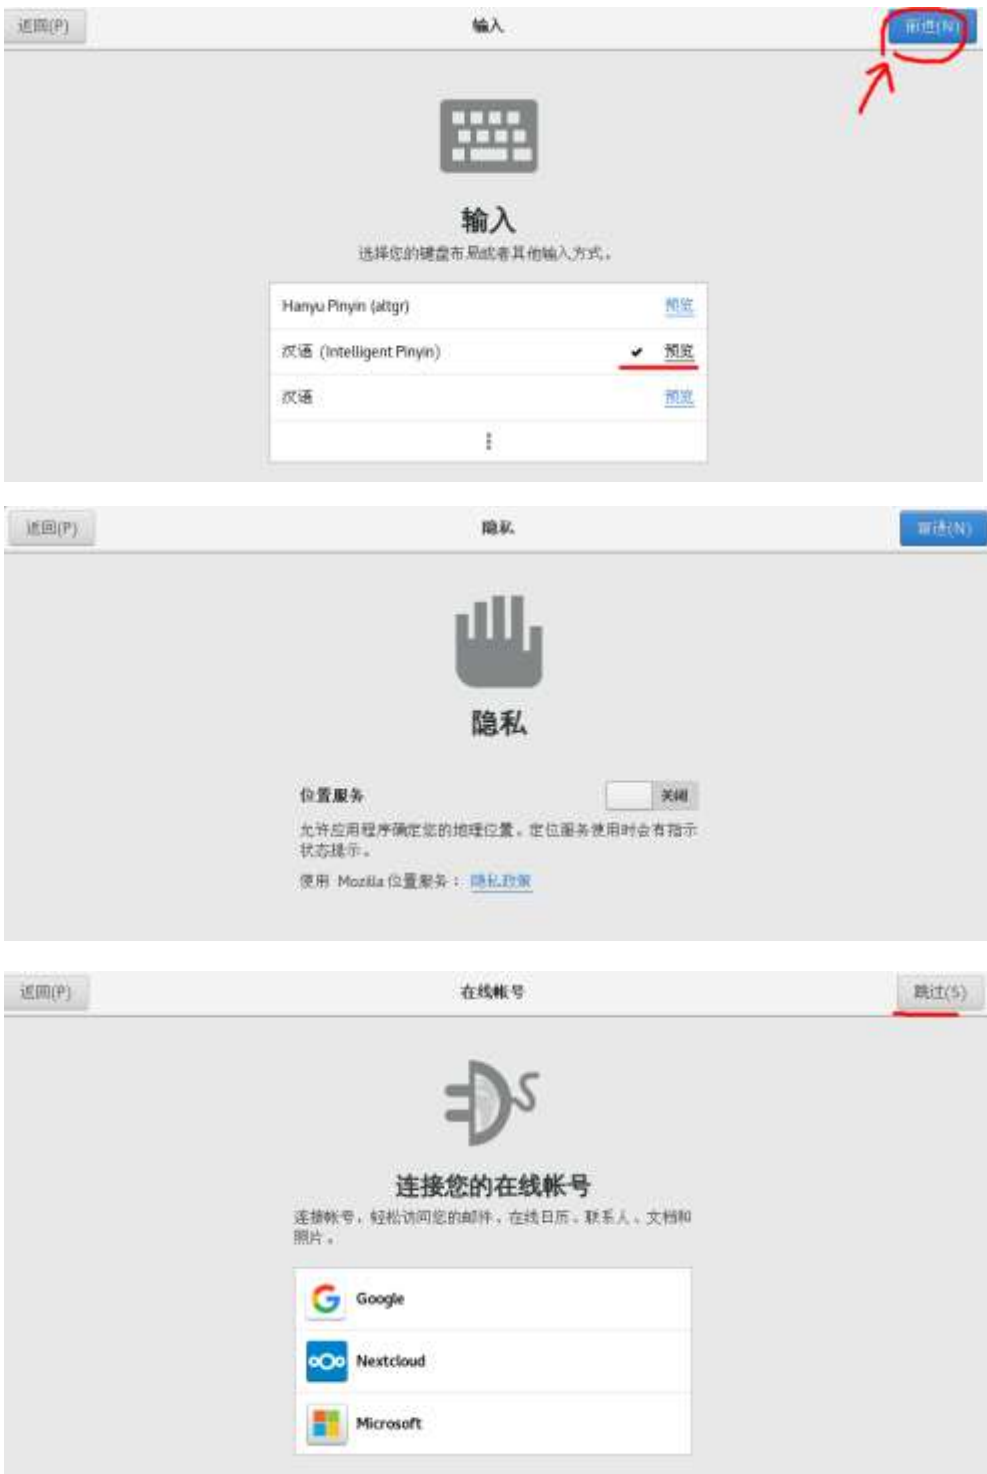 返回(P)
输入
前进(N)
输入
选择您的键盘布局或者其他输入方式。
Hanyu Pinyin (altgr)
预览
汉语 (Intelligent Pinyin)
预览
汉语
预览
返回(P)
隐私
前进(N)
隐私
位置服务
关闭
允许应用程序确定您的地理位置。定位服务使用时会有指示
状态提示。
使用 Mozilla 位置服务： 隐私政策
返回(P)
在线帐号
跳过(S)
连接您的在线帐号
连接帐号，轻松访问您的邮件、在线日历、联系人、文档和
照片。
Google
Nextcloud
Microsoft